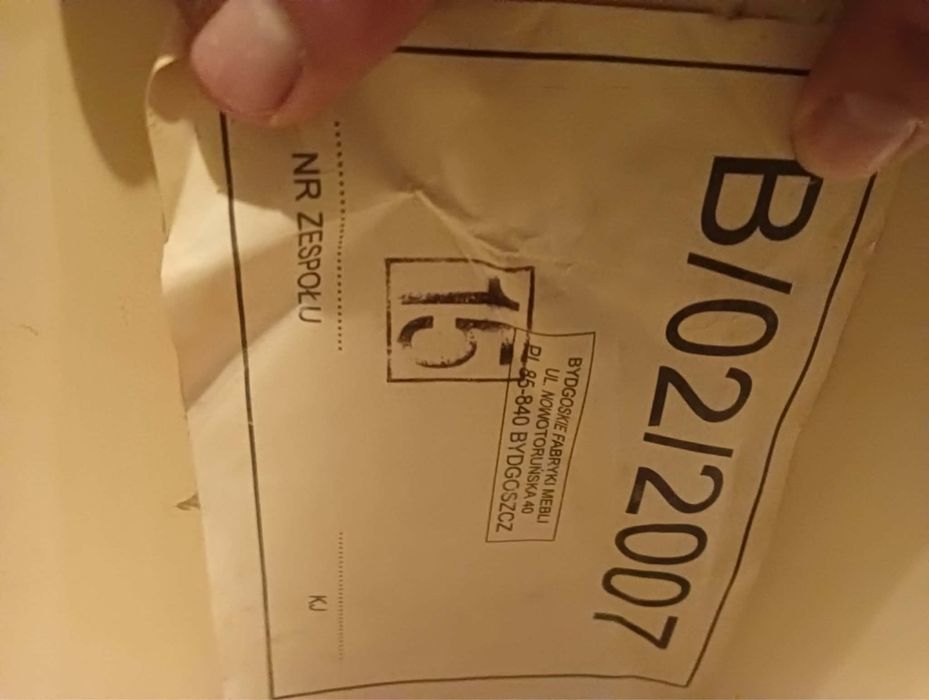 B/02/2007
BYDGOSKIE FABRYKI MEBLI
UL NOWOTORUŃSKA 40
PL 85-840 BYDGOSZCZ
15
NR ZESPOŁU
KJ